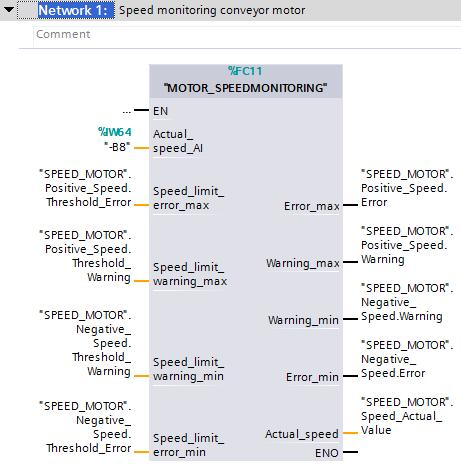 Network 1: Speed monitoring conveyor motor
Comment
%FC11
"MOTOR_SPEEDMONITORING"
... EN
%IW64
"-B8"
Actual_
speed_AI
"SPEED_MOTOR".
Positive_Speed.
Threshold_Error
Speed_limit_
error_max
"SPEED_MOTOR".
Positive_Speed.
Threshold_
Warning
Speed_limit_
warning_max
"SPEED_MOTOR".
Negative_
Speed.
Threshold_
Warning
Speed_limit_
warning_min
"SPEED_MOTOR".
Negative_
Speed.
Threshold_Error
Speed_limit_
error_min
Error_max
"SPEED_MOTOR".
Positive_Speed.
Error
Warning_max
"SPEED_MOTOR".
Positive_Speed.
Warning
Warning_min
"SPEED_MOTOR".
Negative_
Speed.Warning
Error_min
"SPEED_MOTOR".
Negative_
Speed.Error
Actual_speed
"SPEED_MOTOR".
Speed_Actual_
Value
ENO